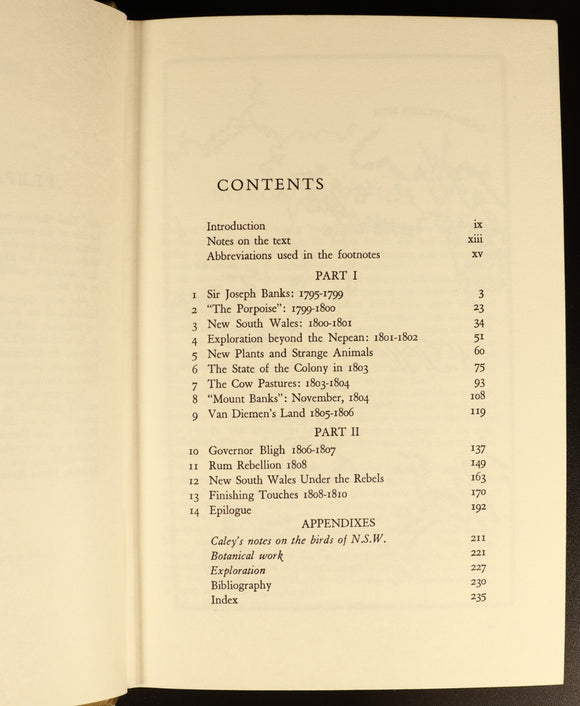 CONTENTS
Introduction ix
Notes on the text xiii
Abbreviations used in the footnotes xv
PART I
1 Sir Joseph Banks: 1795-1799 3
2 "The Porpoise": 1799-1800 23
3 New South Wales: 1800-1801 34
4 Exploration beyond the Nepean: 1801-1802 51
5 New Plants and Strange Animals 60
6 The State of the Colony in 1803 75
7 The Cow Pastures: 1803-1804 93
8 "Mount Banks": November, 1804 108
9 Van Diemen's Land 1805-1806 119
PART II
10 Governor Bligh 1806-1807 137
11 Rum Rebellion 1808 149
12 New South Wales Under the Rebels 163
13 Finishing Touches 1808-1810 170
14 Epilogue 192
APPENDIXES
Caley's notes on the birds of N.S.W. 211
Botanical work 221
Exploration 227
Bibliography 230
Index 235